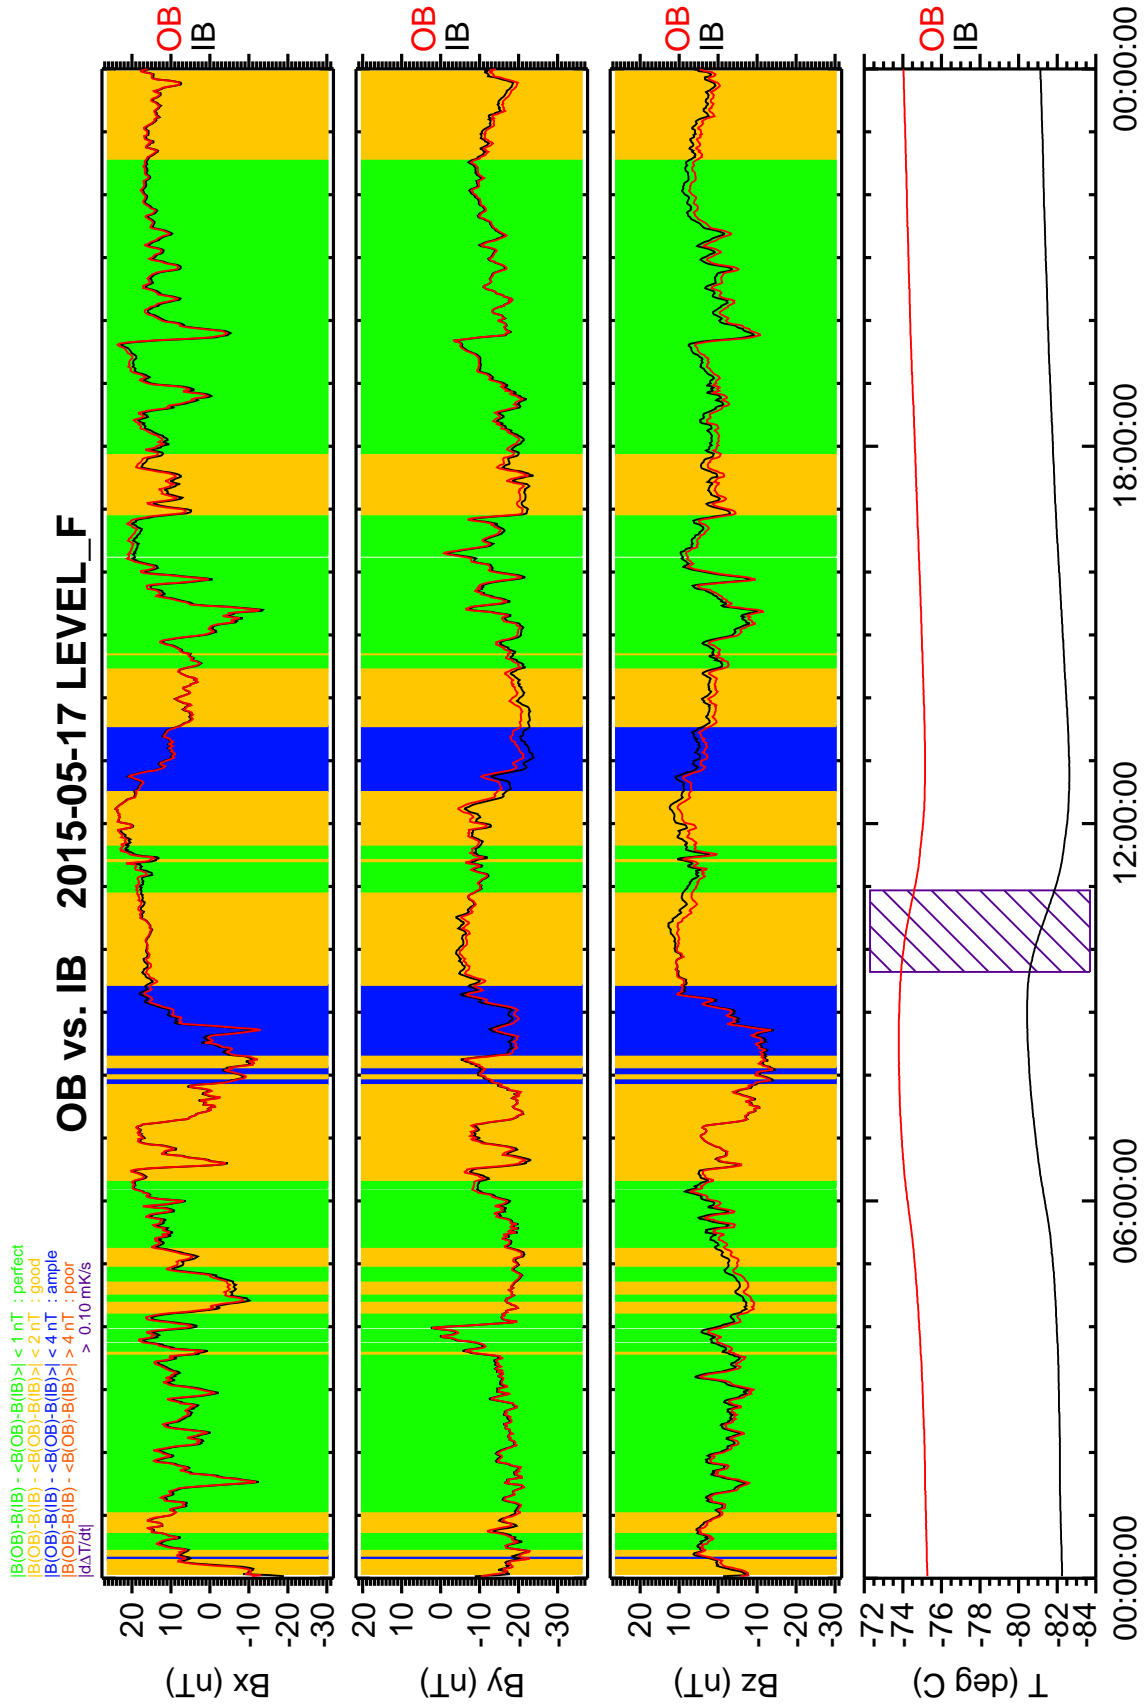 |B(OB)-B(IB) - <B(OB)-B(IB)>| < 1 nT : perfect
|B(OB)-B(IB) - <B(OB)-B(IB)>| < 2 nT : good
|B(OB)-B(IB) - <B(OB)-B(IB)>| < 4 nT : ample
|B(OB)-B(IB) - <B(OB)-B(IB)>| > 4 nT : poor
|dΔT/dt| > 0.10 mK/s
OB vs. IB 2015-05-17 LEVEL_F
Bx (nT)
20
10
0
-10
-20
-30
OB
IB
By (nT)
20
10
0
-10
-20
-30
OB
IB
Bz (nT)
20
10
0
-10
-20
-30
OB
IB
T (deg C)
-72
-74
-76
-78
-80
-82
-84
OB
IB
00:00:00
06:00:00
12:00:00
18:00:00
00:00:00